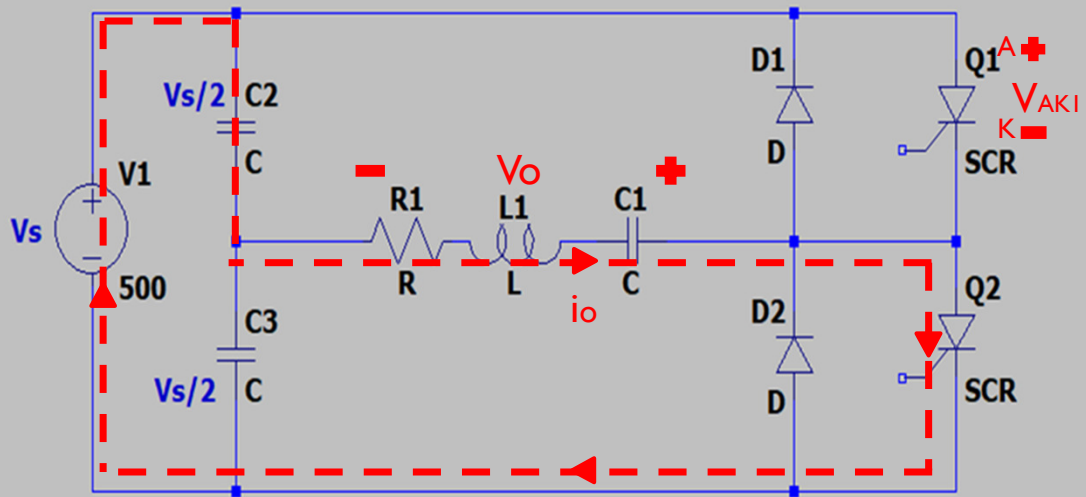 D1
Q1
A +
Vs/2
C2
VAK1
K -
D
SCR
C
V1
- Vo +
R1
L1
C1
Vs
500
R
L
C
Q2
io
D2
C3
Vs/2
C
D
SCR